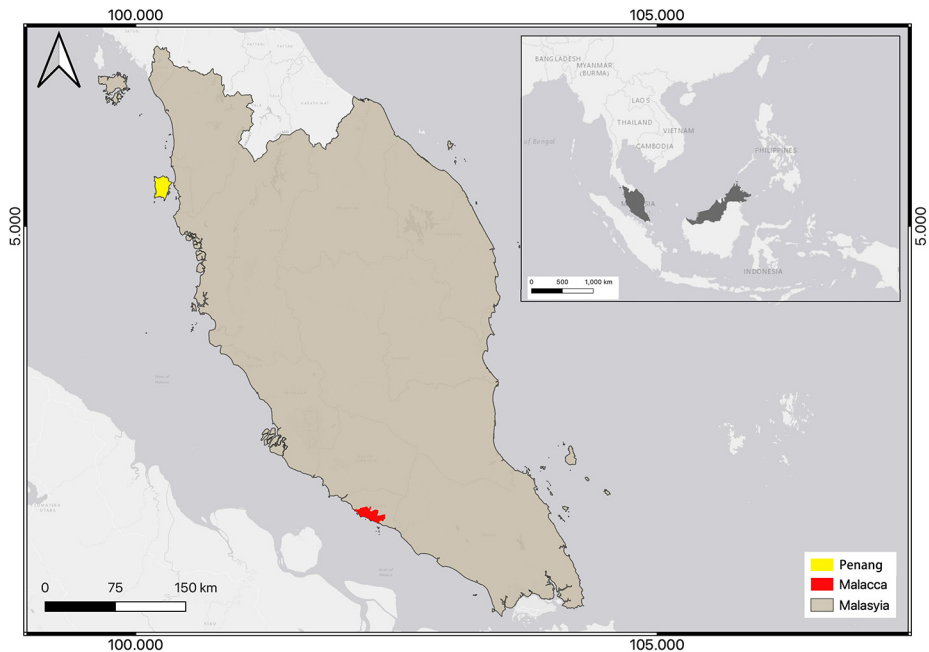 100.000
105.000
5.000
5.000
BANGLADESH
MYANMAR
(BURMA)
LAOS
THAILAND
VIETNAM
CAMBODIA
PHILIPPINES
INDONESIA
0 500 1,000 km
0 75 150 km
Penang
Malacca
Malasyia
100.000
105.000